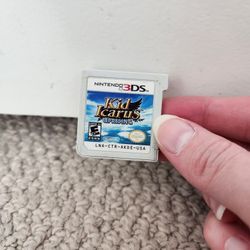 NINTENDO 3DS
Kid
Icarus
UPRISING
E
LNA-CTR-AKDE-USA